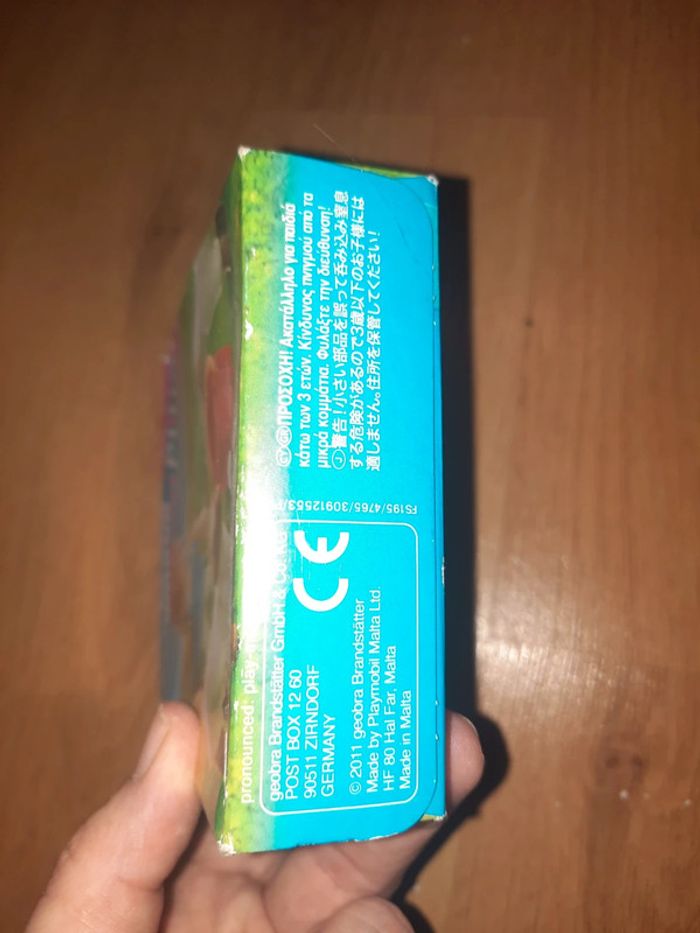 ⒸⓎⒼⓇΠΡΟΣΟΧΗ! Ακατάλληλο για παιδιά
κάτω των 3 ετών. Κίνδυνος πνιγμού από τα
μικρά κομμάτια. Φυλάξτε την διεύθυνση!
Ⓙ警告!小さい部品を誤って呑み込み窒息
する危険があるので3歳以下のお子様には
適しません。住所を保管してください!
FS195/4765/30912553/
pronounced:
geobra Brandstätter GmbH & Co.
POST BOX 12 60
90511 ZIRNDORF
GERMANY
CE
© 2011 geobra Brandstätter
Made by Playmobil Malta Ltd.
HF 80 Hal Far, Malta
Made in Malta